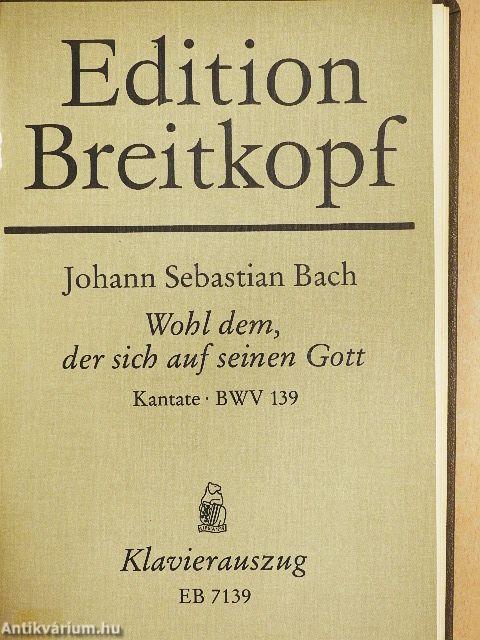 Edition
Breitkopf
Johann Sebastian Bach
Wohl dem,
der sich auf seinen Gott
Kantate · BWV 139
Klavierauszug
EB 7139
Antikvárium.hu